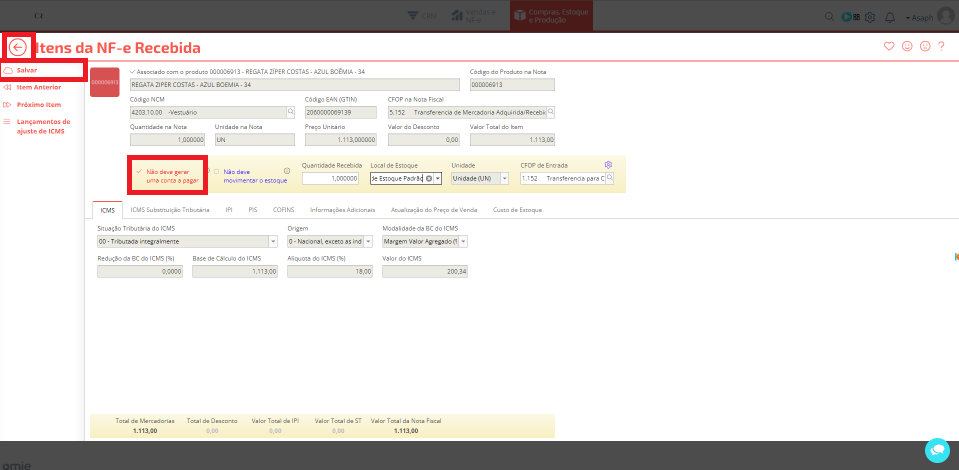 CRM
Vendas e
NF-e
Compras, Estoque
e Produção
Asaph
Itens da NF-e Recebida
Salvar
Item Anterior
Próximo Item
Lançamentos de
ajuste de ICMS
000006913
Associado com o produto 000006913 - REGATA ZÍPER COSTAS - AZUL BOÊMIA - 34
Código do Produto na Nota
REGATA ZIPER COSTAS - AZUL BOEMIA - 34
000006913
Código NCM
Código EAN (GTIN)
CFOP na Nota Fiscal
4203.10.00 -Vestuário
2060000069139
5.152 Transferencia de Mercadoria Adquirida/Recebi
Quantidade na Nota
Unidade na Nota
Preço Unitário
Valor do Desconto
Valor Total do Item
1,000000
UN
1.113,000000
0,00
1.113,00
Não deve gerar
uma conta a pagar
Não deve
movimentar o estoque
Quantidade Recebida
Local de Estoque
Unidade
CFOP de Entrada
1,000000
de Estoque Padrão
Unidade (UN)
1.152 Transferencia para C
ICMS
ICMS Substituição Tributária
IPI
PIS
COFINS
Informações Adicionais
Atualização do Preço de Venda
Custo de Estoque
Situação Tributária do ICMS
Origem
Modalidade da BC do ICMS
00 - Tributada integralmente
0 - Nacional, exceto as ind
Margem Valor Agregado (%
Redução da BC do ICMS (%)
Base de Cálculo do ICMS
Alíquota do ICMS (%)
Valor do ICMS
0,0000
1.113,00
18,00
200,34
Total de Mercadorias
Total de Desconto
Valor Total de IPI
Valor Total de ST
Valor Total da Nota Fiscal
1.113,00
0,00
0,00
0,00
1.113,00
omie